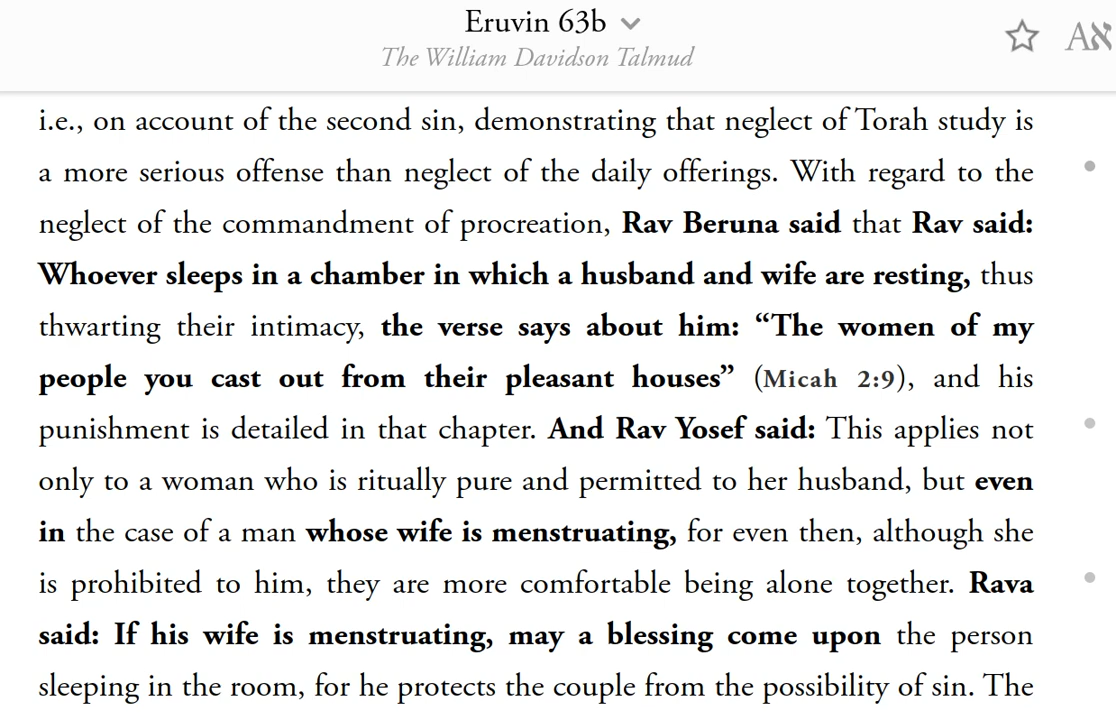 Eruvin 63b
The William Davidson Talmud
Aא
i.e., on account of the second sin, demonstrating that neglect of Torah study is
a more serious offense than neglect of the daily offerings. With regard to the
neglect of the commandment of procreation, Rav Beruna said that Rav said:
Whoever sleeps in a chamber in which a husband and wife are resting, thus
thwarting their intimacy, the verse says about him: “The women of my
people you cast out from their pleasant houses” (Micah 2:9), and his
punishment is detailed in that chapter. And Rav Yosef said: This applies not
only to a woman who is ritually pure and permitted to her husband, but even
in the case of a man whose wife is menstruating, for even then, although she
is prohibited to him, they are more comfortable being alone together. Rava
said: If his wife is menstruating, may a blessing come upon the person
sleeping in the room, for he protects the couple from the possibility of sin. The